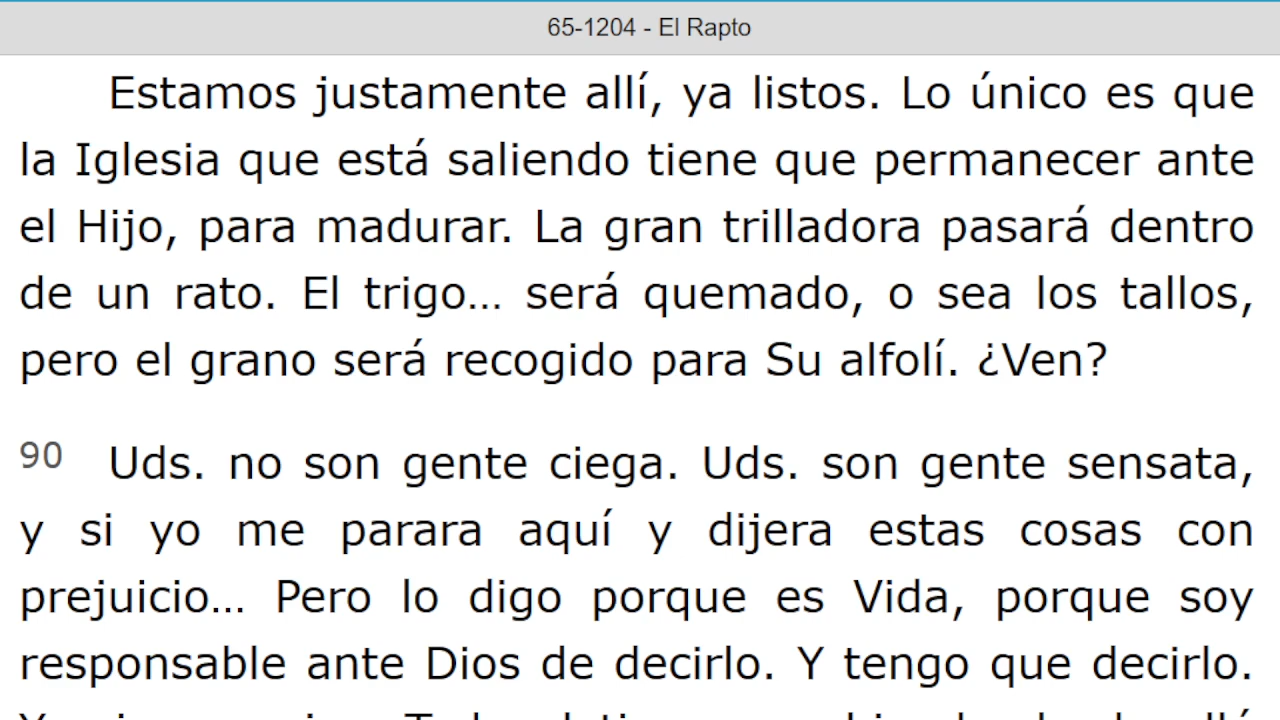 65-1204 - El Rapto
Estamos justamente allí, ya listos. Lo único es que
la Iglesia que está saliendo tiene que permanecer ante
el Hijo, para madurar. La gran trilladora pasará dentro
de un rato. El trigo... será quemado, o sea los tallos,
pero el grano será recogido para Su alfolí. ¿Ven?
90 Uds. no son gente ciega. Uds. son gente sensata,
y si yo me parara aquí y dijera estas cosas con
prejuicio... Pero lo digo porque es Vida, porque soy
responsable ante Dios de decirlo. Y tengo que decirlo.